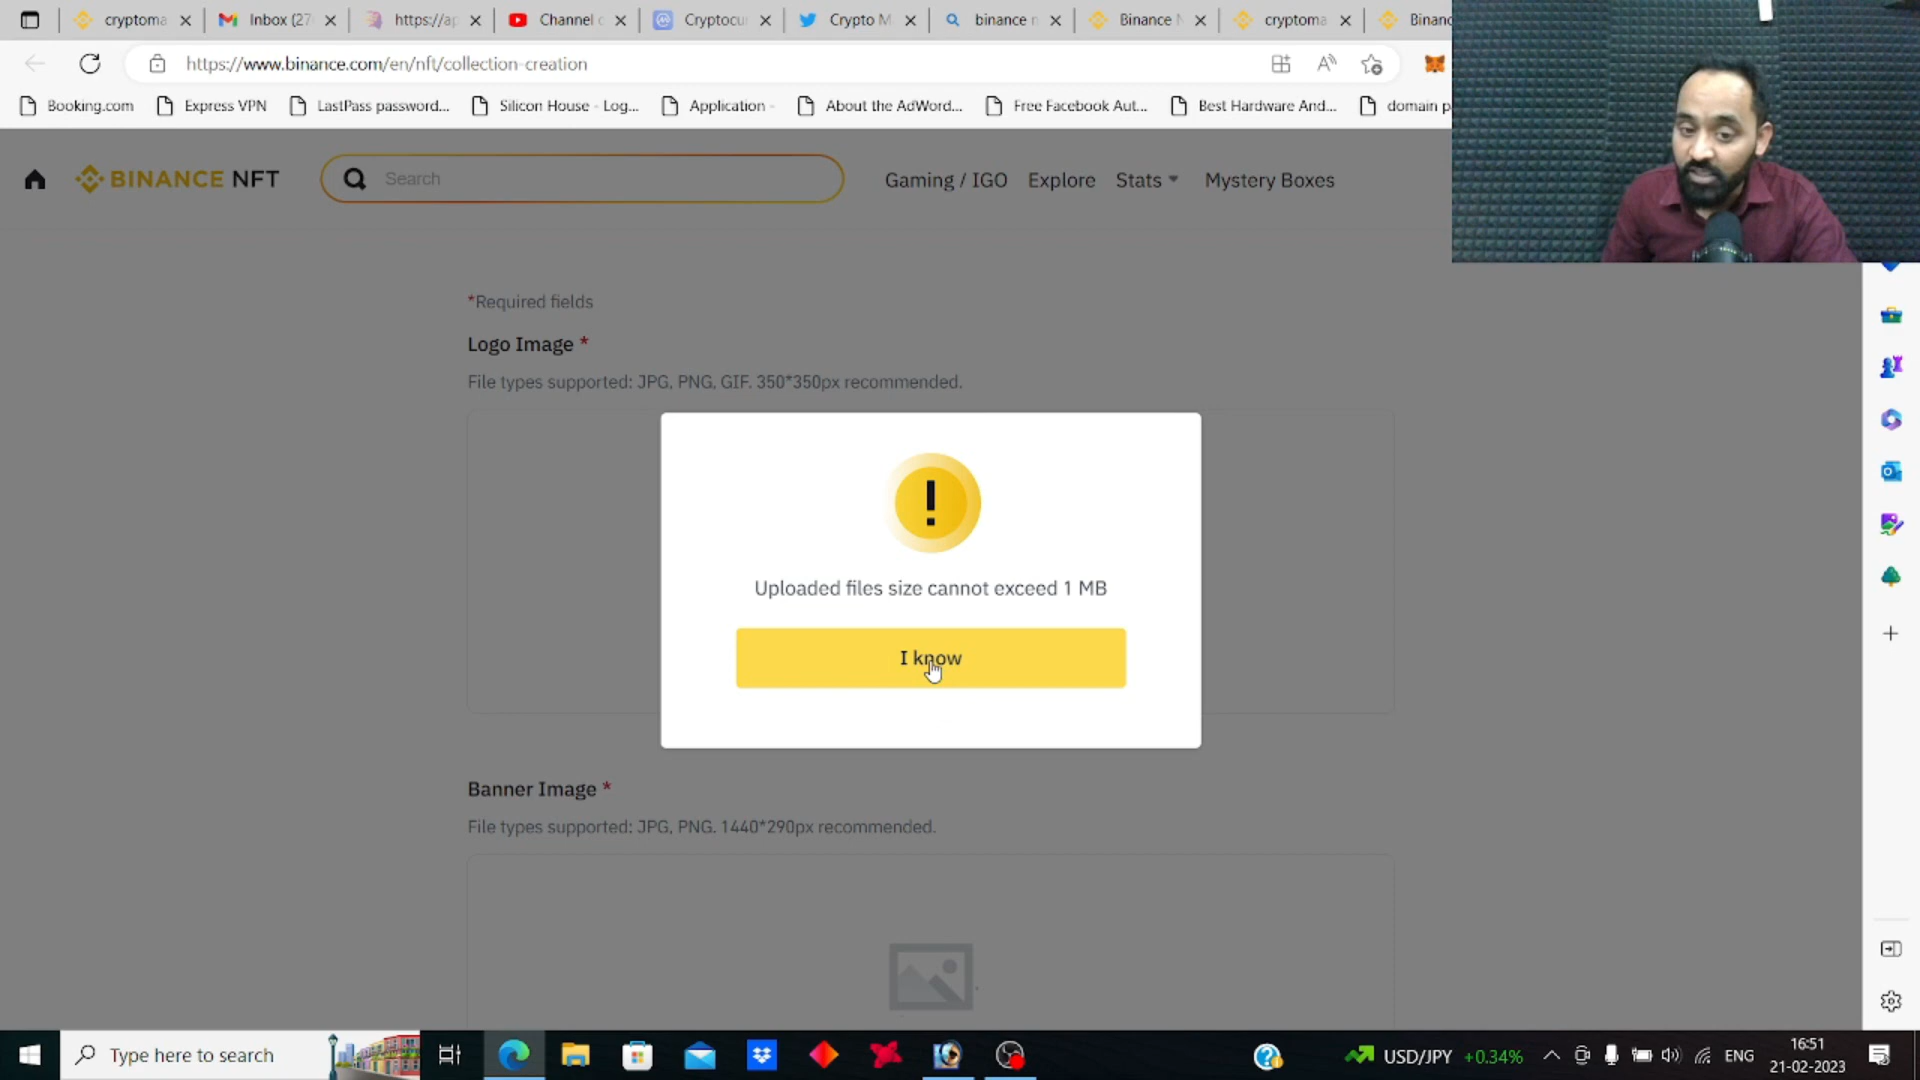 cryptoma
Inbox (27
https://ap
Channel c
Cryptocu
Crypto M
binance n
Binance N
cryptoma
Binanc
https://www.binance.com/en/nft/collection-creation
Booking.com
Express VPN
LastPass password...
Silicon House - Log...
Application -
About the AdWord...
Free Facebook Aut...
Best Hardware And...
domain p
BINANCE NFT
Search
Gaming / IGO
Explore
Stats
Mystery Boxes
*Required fields
Logo Image *
File types supported: JPG, PNG, GIF. 350*350px recommended.
!
Uploaded files size cannot exceed 1 MB
I know
Banner Image *
File types supported: JPG, PNG. 1440*290px recommended.
Type here to search
USD/JPY +0.34%
ENG
16:51
21-02-2023